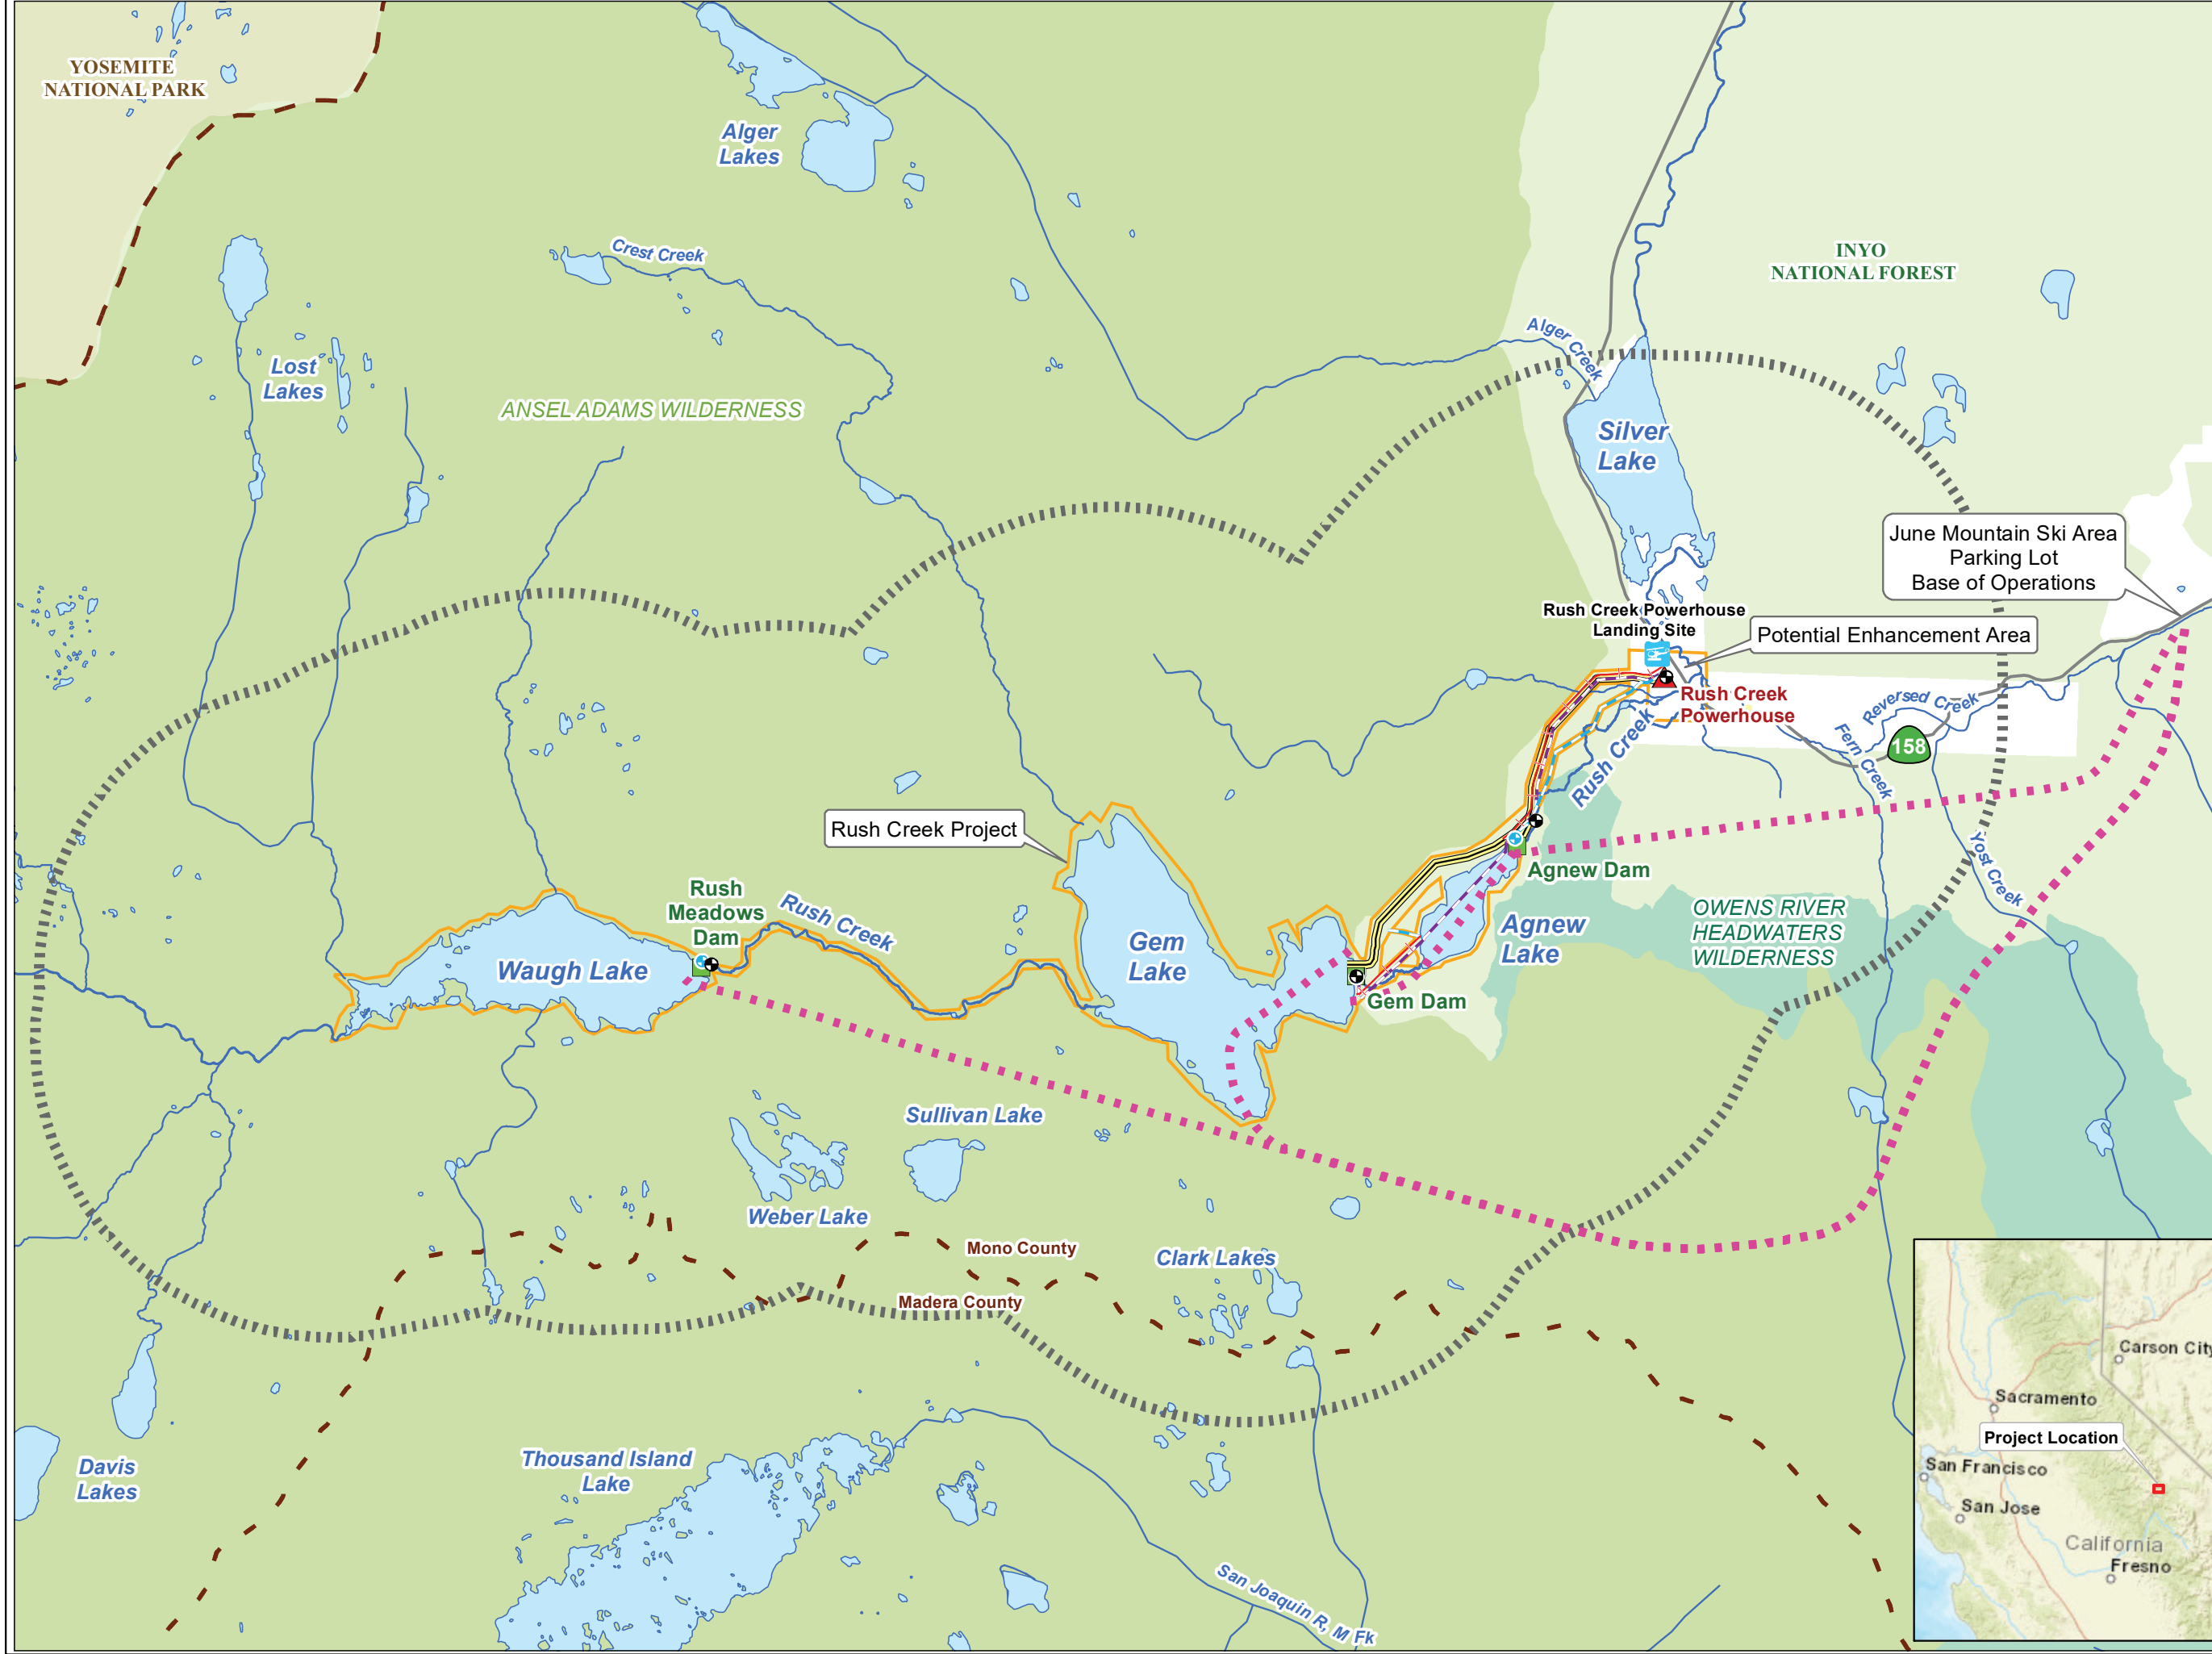 YOSEMITE
NATIONAL PARK
Alger
Lakes
Crest Creek
INYO
NATIONAL FOREST
Lost
Lakes
ANSEL ADAMS WILDERNESS
Alger Creek
Silver
Lake
June Mountain Ski Area
Parking Lot
Base of Operations
Rush Creek Powerhouse
Landing Site
Potential Enhancement Area
Rush Creek
Powerhouse
Reversed Creek
Fern Creek
158
Rush Creek
Rush Creek Project
Agnew Dam
Yost Creek
Rush
Meadows
Dam
Rush Creek
Waugh Lake
Gem
Lake
Agnew
Lake
OWENS RIVER
HEADWATERS
WILDERNESS
Gem Dam
Sullivan Lake
Weber Lake
Mono County
Madera County
Clark Lakes
Thousand Island
Lake
Davis
Lakes
San Joaquin R, M Fk
Carson City
Sacramento
Project Location
San Francisco
San Jose
California
Fresno